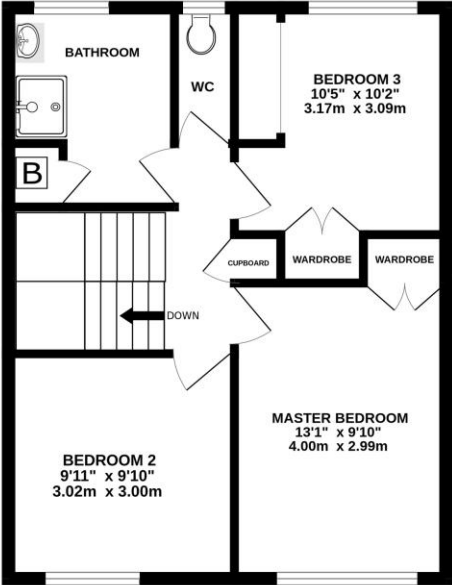 BATHROOM
WC
BEDROOM 3
10'5" x 10'2"
3.17m x 3.09m
B
CUPBOARD
WARDROBE
WARDROBE
DOWN
MASTER BEDROOM
13'1" x 9'10"
4.00m x 2.99m
BEDROOM 2
9'11" x 9'10"
3.02m x 3.00m